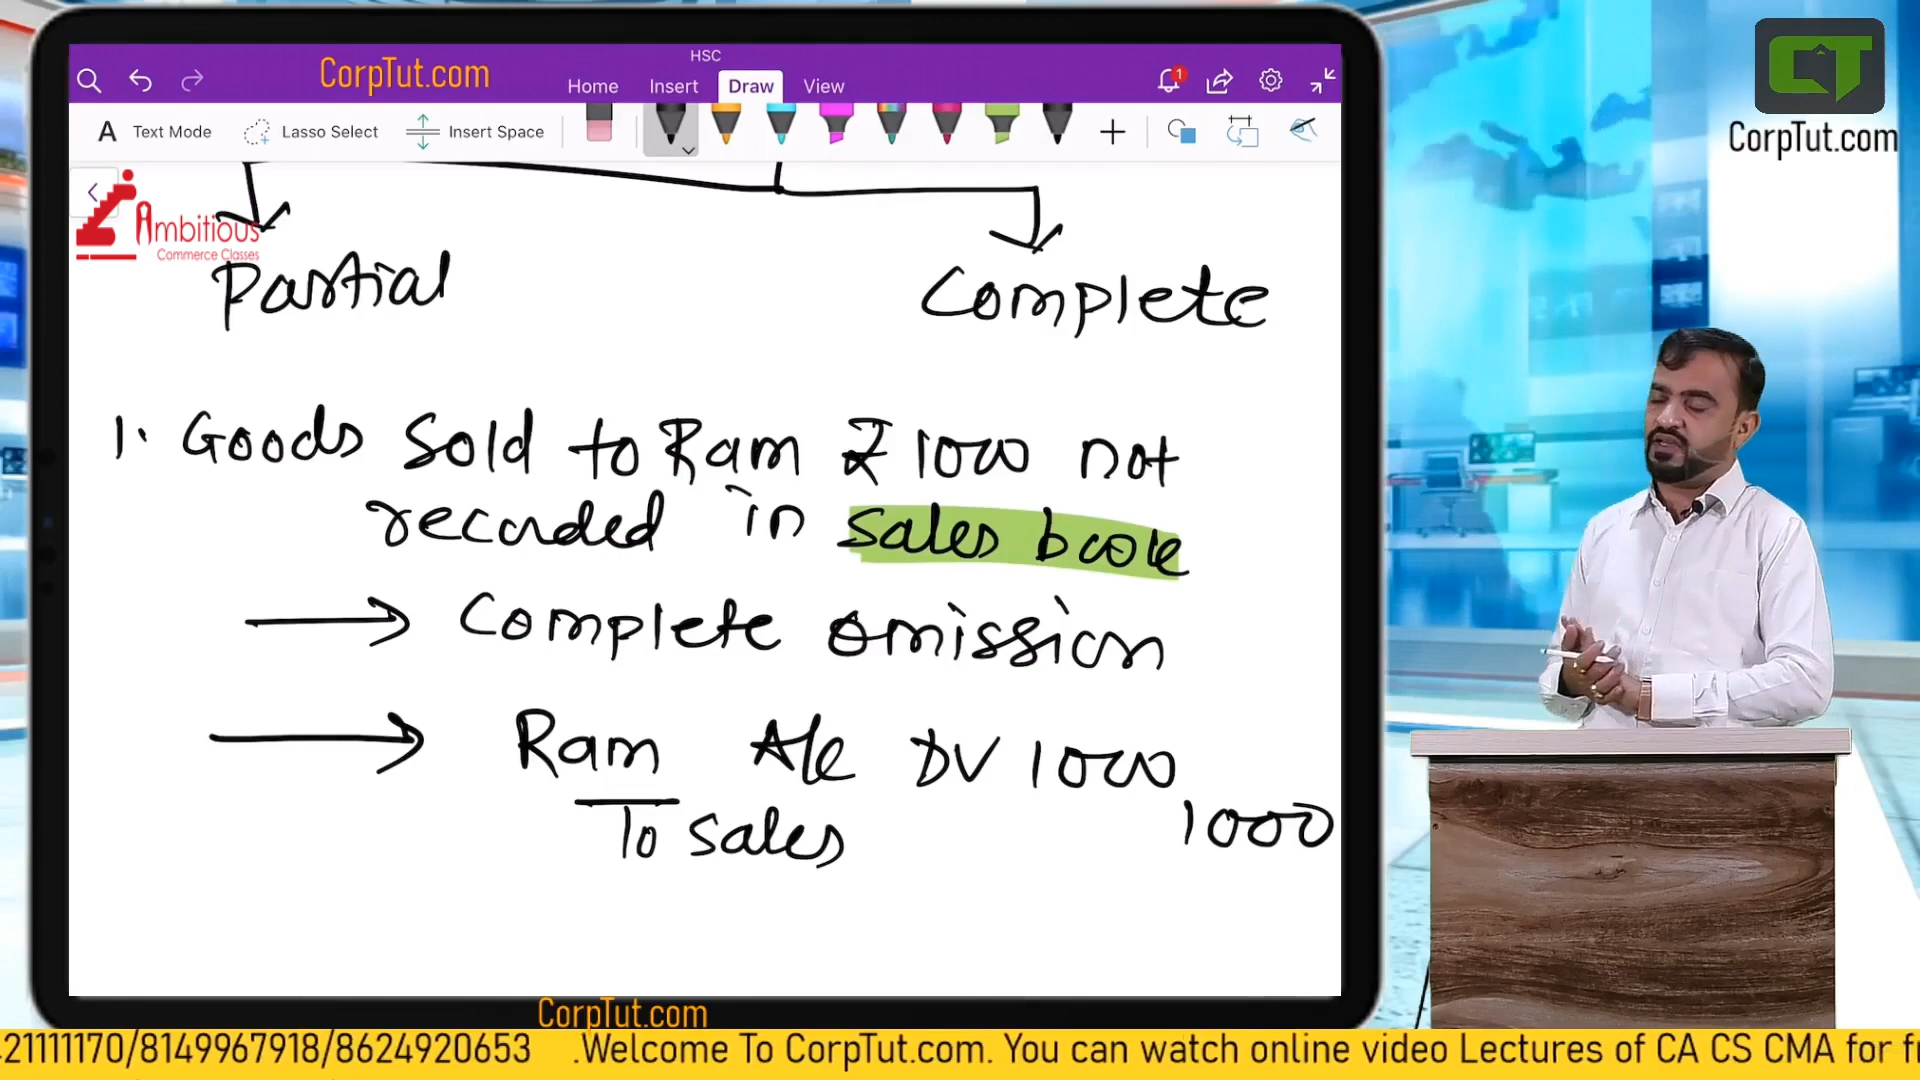 HSC
CorpTut.com
Home Insert Draw View
1
A Text Mode Lasso Select Insert Space
CT
CorpTut.com
Ambitious
Commerce Classes
Partial
Complete
1. Goods Sold to Ram ₹ 1000 not
recorded in sales book
Complete omission
Ram A/c Dr 1000
To sales 1000
CorpTut.com
21111170/8149967918/8624920653 .Welcome To CorpTut.com. You can watch online video Lectures of CA CS CMA for fr